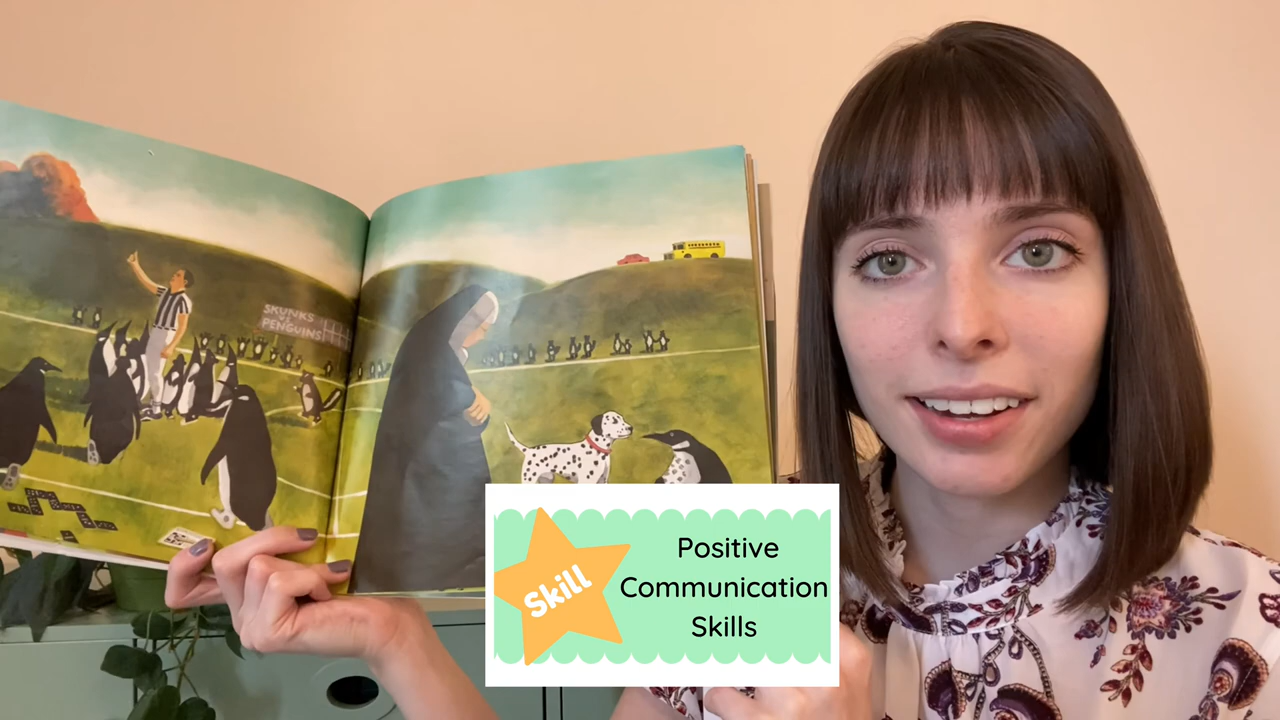 SKUNKS
vs
PENGUINS
Skill
Positive
Communication
Skills